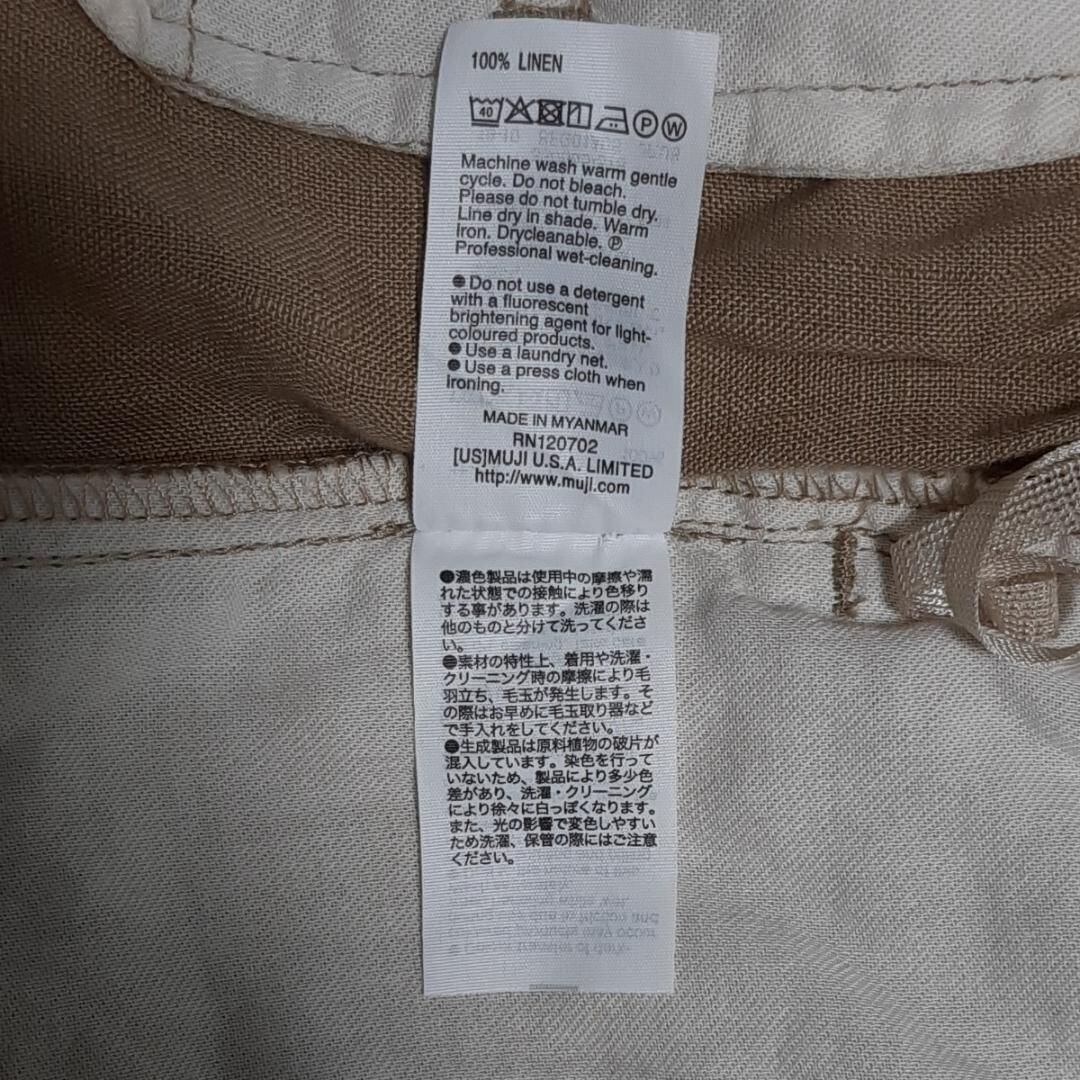 100% LINEN
40 P W
Machine wash warm gentle
cycle. Do not bleach.
Please do not tumble dry.
Line dry in shade. Warm
Iron. Drycleanable. Ⓟ
Professional wet-cleaning.
● Do not use a detergent
with a fluorescent
brightening agent for light-
coloured products.
● Use a laundry net.
● Use a press cloth when
ironing.
MADE IN MYANMAR
RN120702
[US]MUJI U.S.A. LIMITED
http://www.muji.com
●濃色製品は使用中の摩擦や濡
れた状態での接触により色移り
する事があります。洗濯の際は
他のものと分けて洗ってくださ
い。
●素材の特性上、着用や洗濯・
クリーニング時の摩擦により毛
羽立ち、毛玉が発生します。そ
の際はお早めに毛玉取り器など
で手入れをしてください。
●生成製品は原料植物の破片が
混入しています。染色を行って
いないため、製品により多少色
差があり、洗濯・クリーニング
により徐々に白っぽくなります。
また、光の影響で変色しやすい
ため洗濯、保管の際にはご注意
ください。